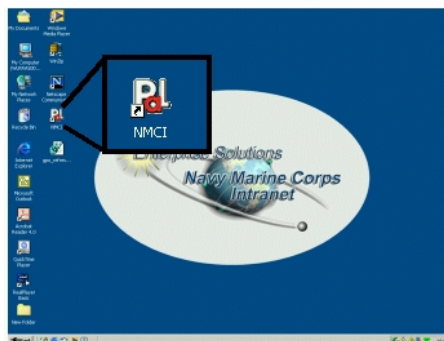 My Documents
Windows
Media Player
My Computer
WinZip
My Network
Places
Netscape
Recycle Bin
NMCI
Internet
Explorer
Microsoft
Outlook
Acrobat
Reader 4.0
QuickTime
Player
RealPlayer
Basic
New Folder
PL
a
NMCI
Enterprise Solutions
Navy Marine Corps
Intranet
Start